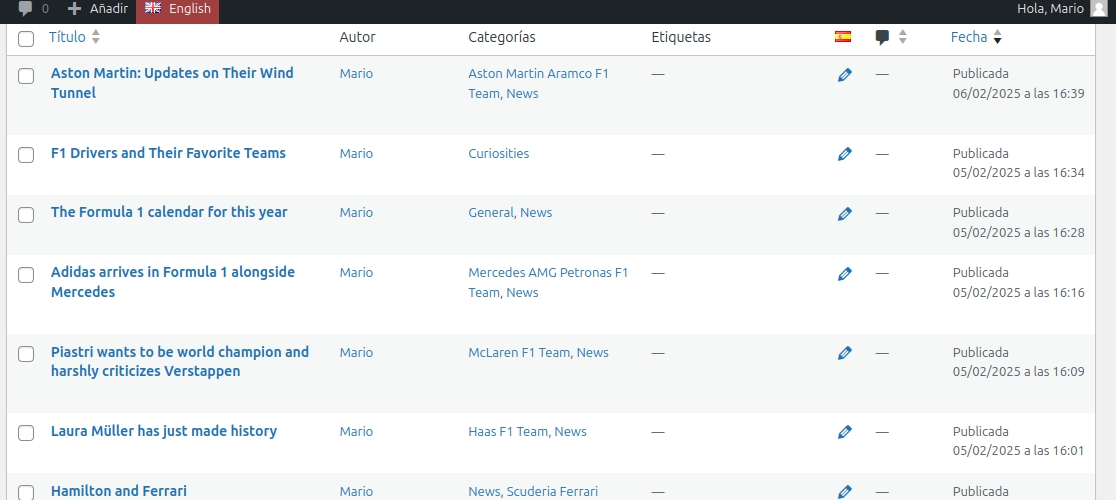 0 Añadir English Hola, Mario
Título Autor Categorías Etiquetas Fecha
Aston Martin: Updates on Their Wind Mario Aston Martin Aramco F1 — — Publicada
Tunnel Team, News 06/02/2025 a las 16:39
F1 Drivers and Their Favorite Teams Mario Curiosities — — Publicada
05/02/2025 a las 16:34
The Formula 1 calendar for this year Mario General, News — — Publicada
05/02/2025 a las 16:28
Adidas arrives in Formula 1 alongside Mario Mercedes AMG Petronas F1 — — Publicada
Mercedes Team, News 05/02/2025 a las 16:16
Piastri wants to be world champion and Mario McLaren F1 Team, News — — Publicada
harshly criticizes Verstappen 05/02/2025 a las 16:09
Laura Müller has just made history Mario Haas F1 Team, News — — Publicada
05/02/2025 a las 16:01
Hamilton and Ferrari Mario News, Scuderia Ferrari — — Publicada